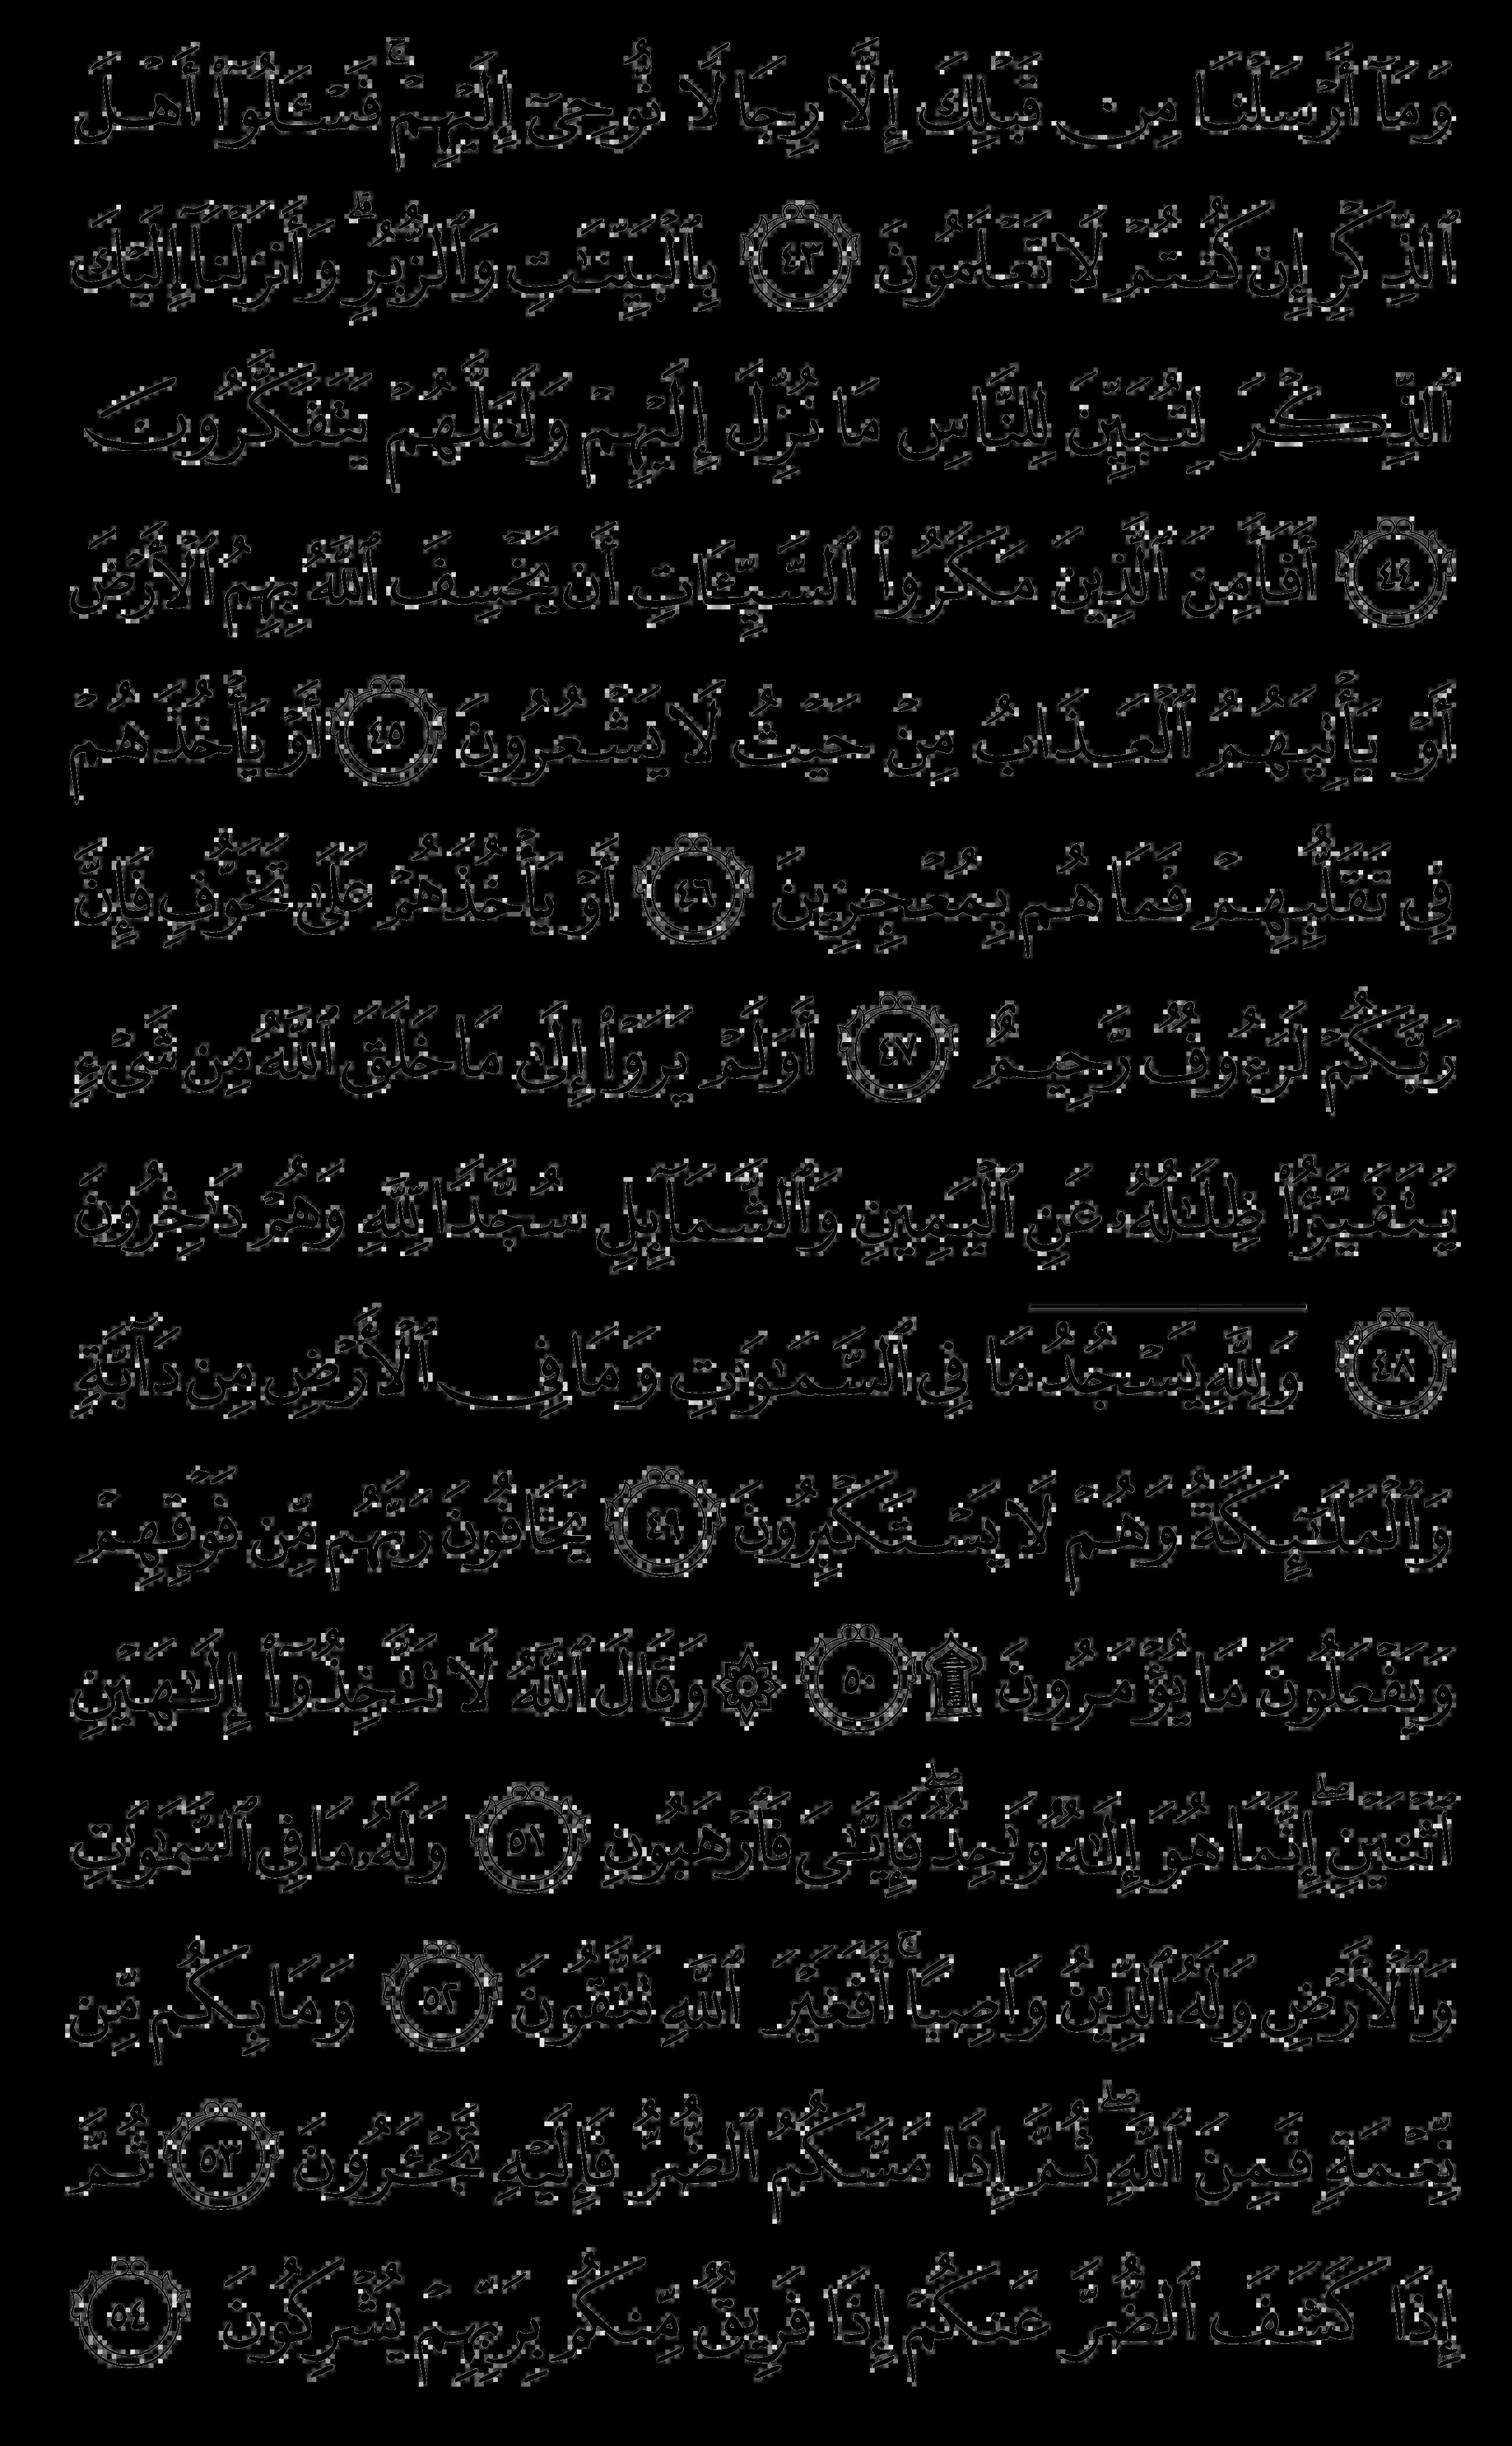 وَمَآ أَرْسَلْنَا مِن قَبْلِكَ إِلَّا رِجَالًا نُّوحِىٓ إِلَيْهِمْ ۚ فَسْـَٔلُوٓا۟ أَهْلَ
ٱلذِّكْرِ إِن كُنتُمْ لَا تَعْلَمُونَ ٤٣ بِٱلْبَيِّنَـٰتِ وَٱلزُّبُرِ ۗ وَأَنزَلْنَآ إِلَيْكَ
ٱلذِّكْرَ لِتُبَيِّنَ لِلنَّاسِ مَا نُزِّلَ إِلَيْهِمْ وَلَعَلَّهُمْ يَتَفَكَّرُونَ
٤٤ أَفَأَمِنَ ٱلَّذِينَ مَكَرُوا۟ ٱلسَّيِّـَٔاتِ أَن يَخْسِفَ ٱللَّهُ بِهِمُ ٱلْأَرْضَ
أَوْ يَأْتِيَهُمُ ٱلْعَذَابُ مِنْ حَيْثُ لَا يَشْعُرُونَ ٤٥ أَوْ يَأْخُذَهُمْ
فِى تَقَلُّبِهِمْ فَمَا هُم بِمُعْجِزِينَ ٤٦ أَوْ يَأْخُذَهُمْ عَلَىٰ تَخَوُّفٍ فَإِنَّ
رَبَّكُمْ لَرَءُوفٌ رَّحِيمٌ ٤٧ أَوَلَمْ يَرَوْا۟ إِلَىٰ مَا خَلَقَ ٱللَّهُ مِن شَىْءٍ
يَتَفَيَّؤُا۟ ظِلَـٰلُهُۥ عَنِ ٱلْيَمِينِ وَٱلشَّمَآئِلِ سُجَّدًا لِّلَّهِ وَهُمْ دَٰخِرُونَ
٤٨ وَلِلَّهِ يَسْجُدُ مَا فِى ٱلسَّمَـٰوَٰتِ وَمَا فِى ٱلْأَرْضِ مِن دَآبَّةٍ
وَٱلْمَلَـٰٓئِكَةُ وَهُمْ لَا يَسْتَكْبِرُونَ ٤٩ يَخَافُونَ رَبَّهُم مِّن فَوْقِهِمْ
وَيَفْعَلُونَ مَا يُؤْمَرُونَ ۩ ٥٠ ۞ وَقَالَ ٱللَّهُ لَا تَتَّخِذُوٓا۟ إِلَـٰهَيْنِ
ٱثْنَيْنِ ۖ إِنَّمَا هُوَ إِلَـٰهٌ وَٰحِدٌ ۖ فَإِيَّـٰىَ فَٱرْهَبُونِ ٥١ وَلَهُۥ مَا فِى ٱلسَّمَـٰوَٰتِ
وَٱلْأَرْضِ وَلَهُ ٱلدِّينُ وَاصِبًا ۚ أَفَغَيْرَ ٱللَّهِ تَتَّقُونَ ٥٢ وَمَا بِكُم مِّن
نِّعْمَةٍ فَمِنَ ٱللَّهِ ۖ ثُمَّ إِذَا مَسَّكُمُ ٱلضُّرُّ فَإِلَيْهِ تَجْـَٔرُونَ ٥٣ ثُمَّ
إِذَا كَشَفَ ٱلضُّرَّ عَنكُمْ إِذَا فَرِيقٌ مِّنكُم بِرَبِّهِمْ يُشْرِكُونَ ٥٤